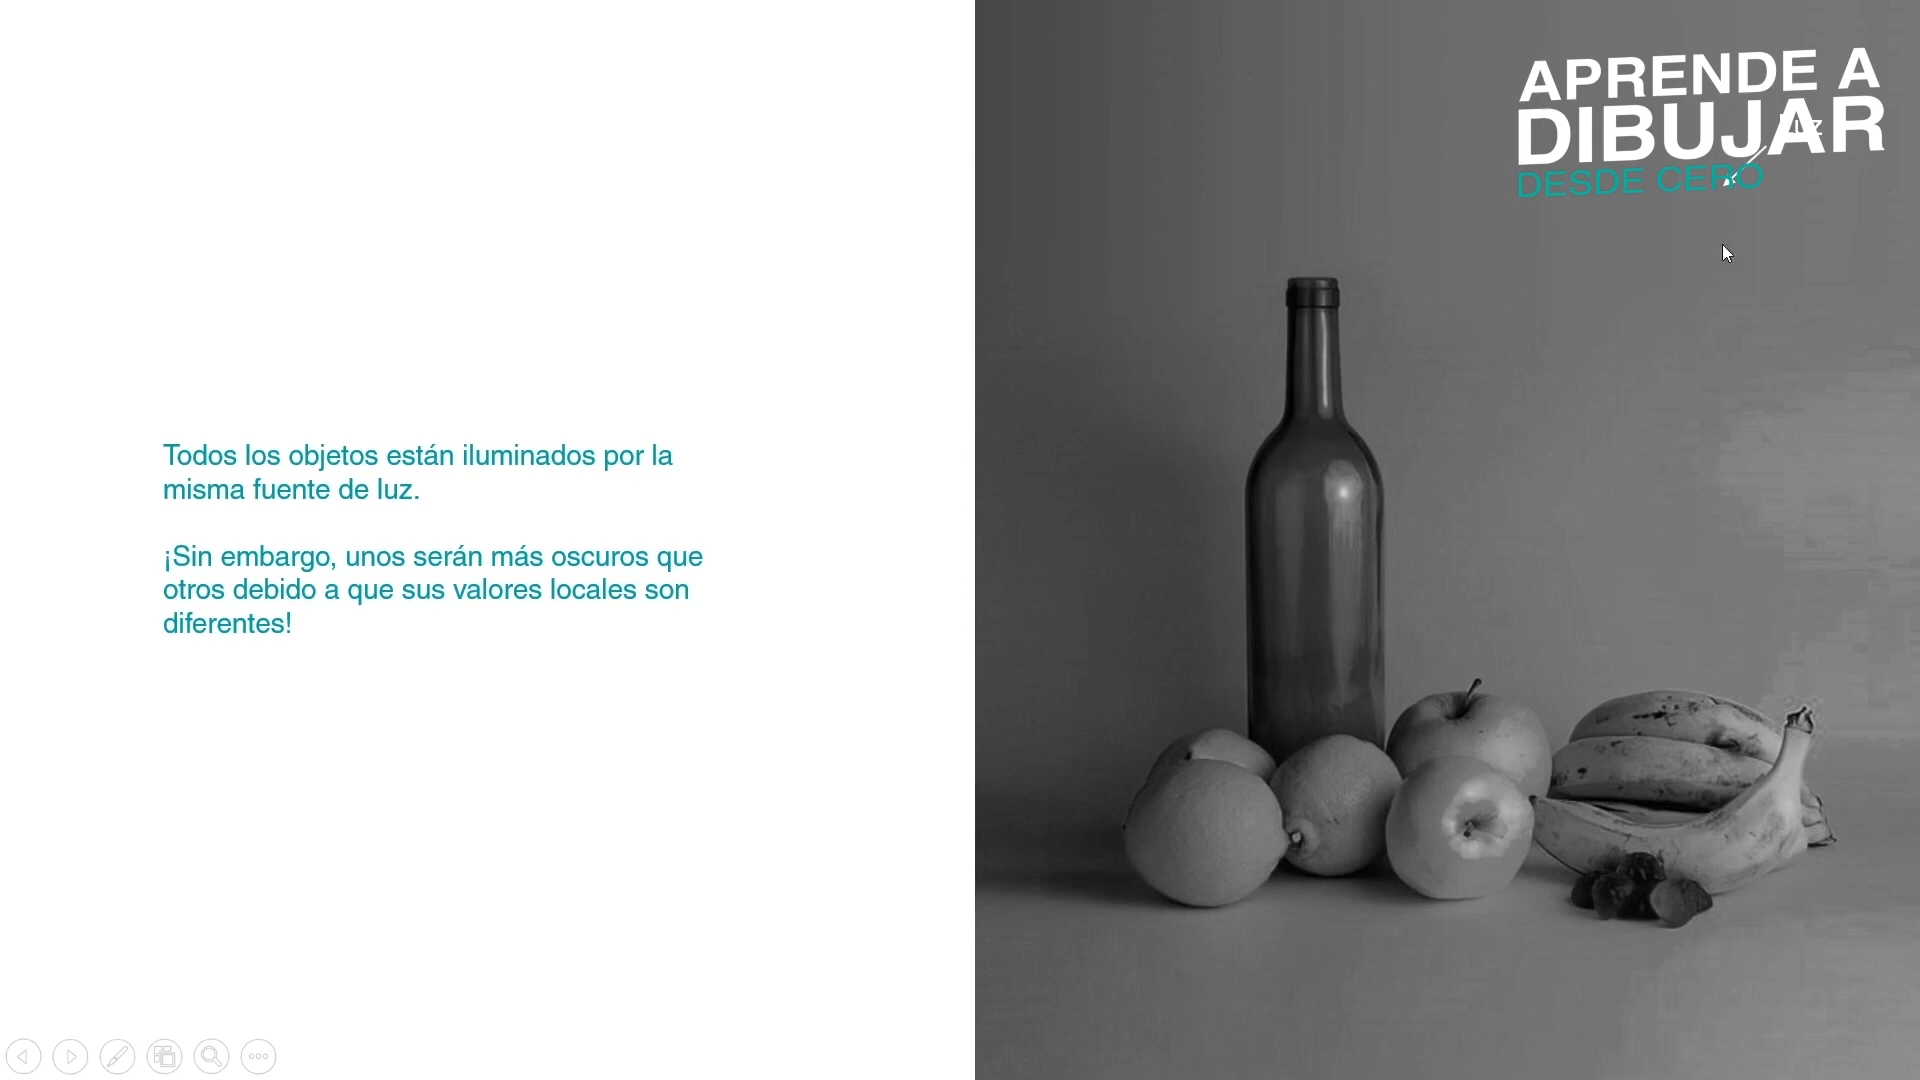 APRENDE A
DIBUJAR
DESDE CERO
Todos los objetos están iluminados por la
misma fuente de luz.
¡Sin embargo, unos serán más oscuros que
otros debido a que sus valores locales son
diferentes!